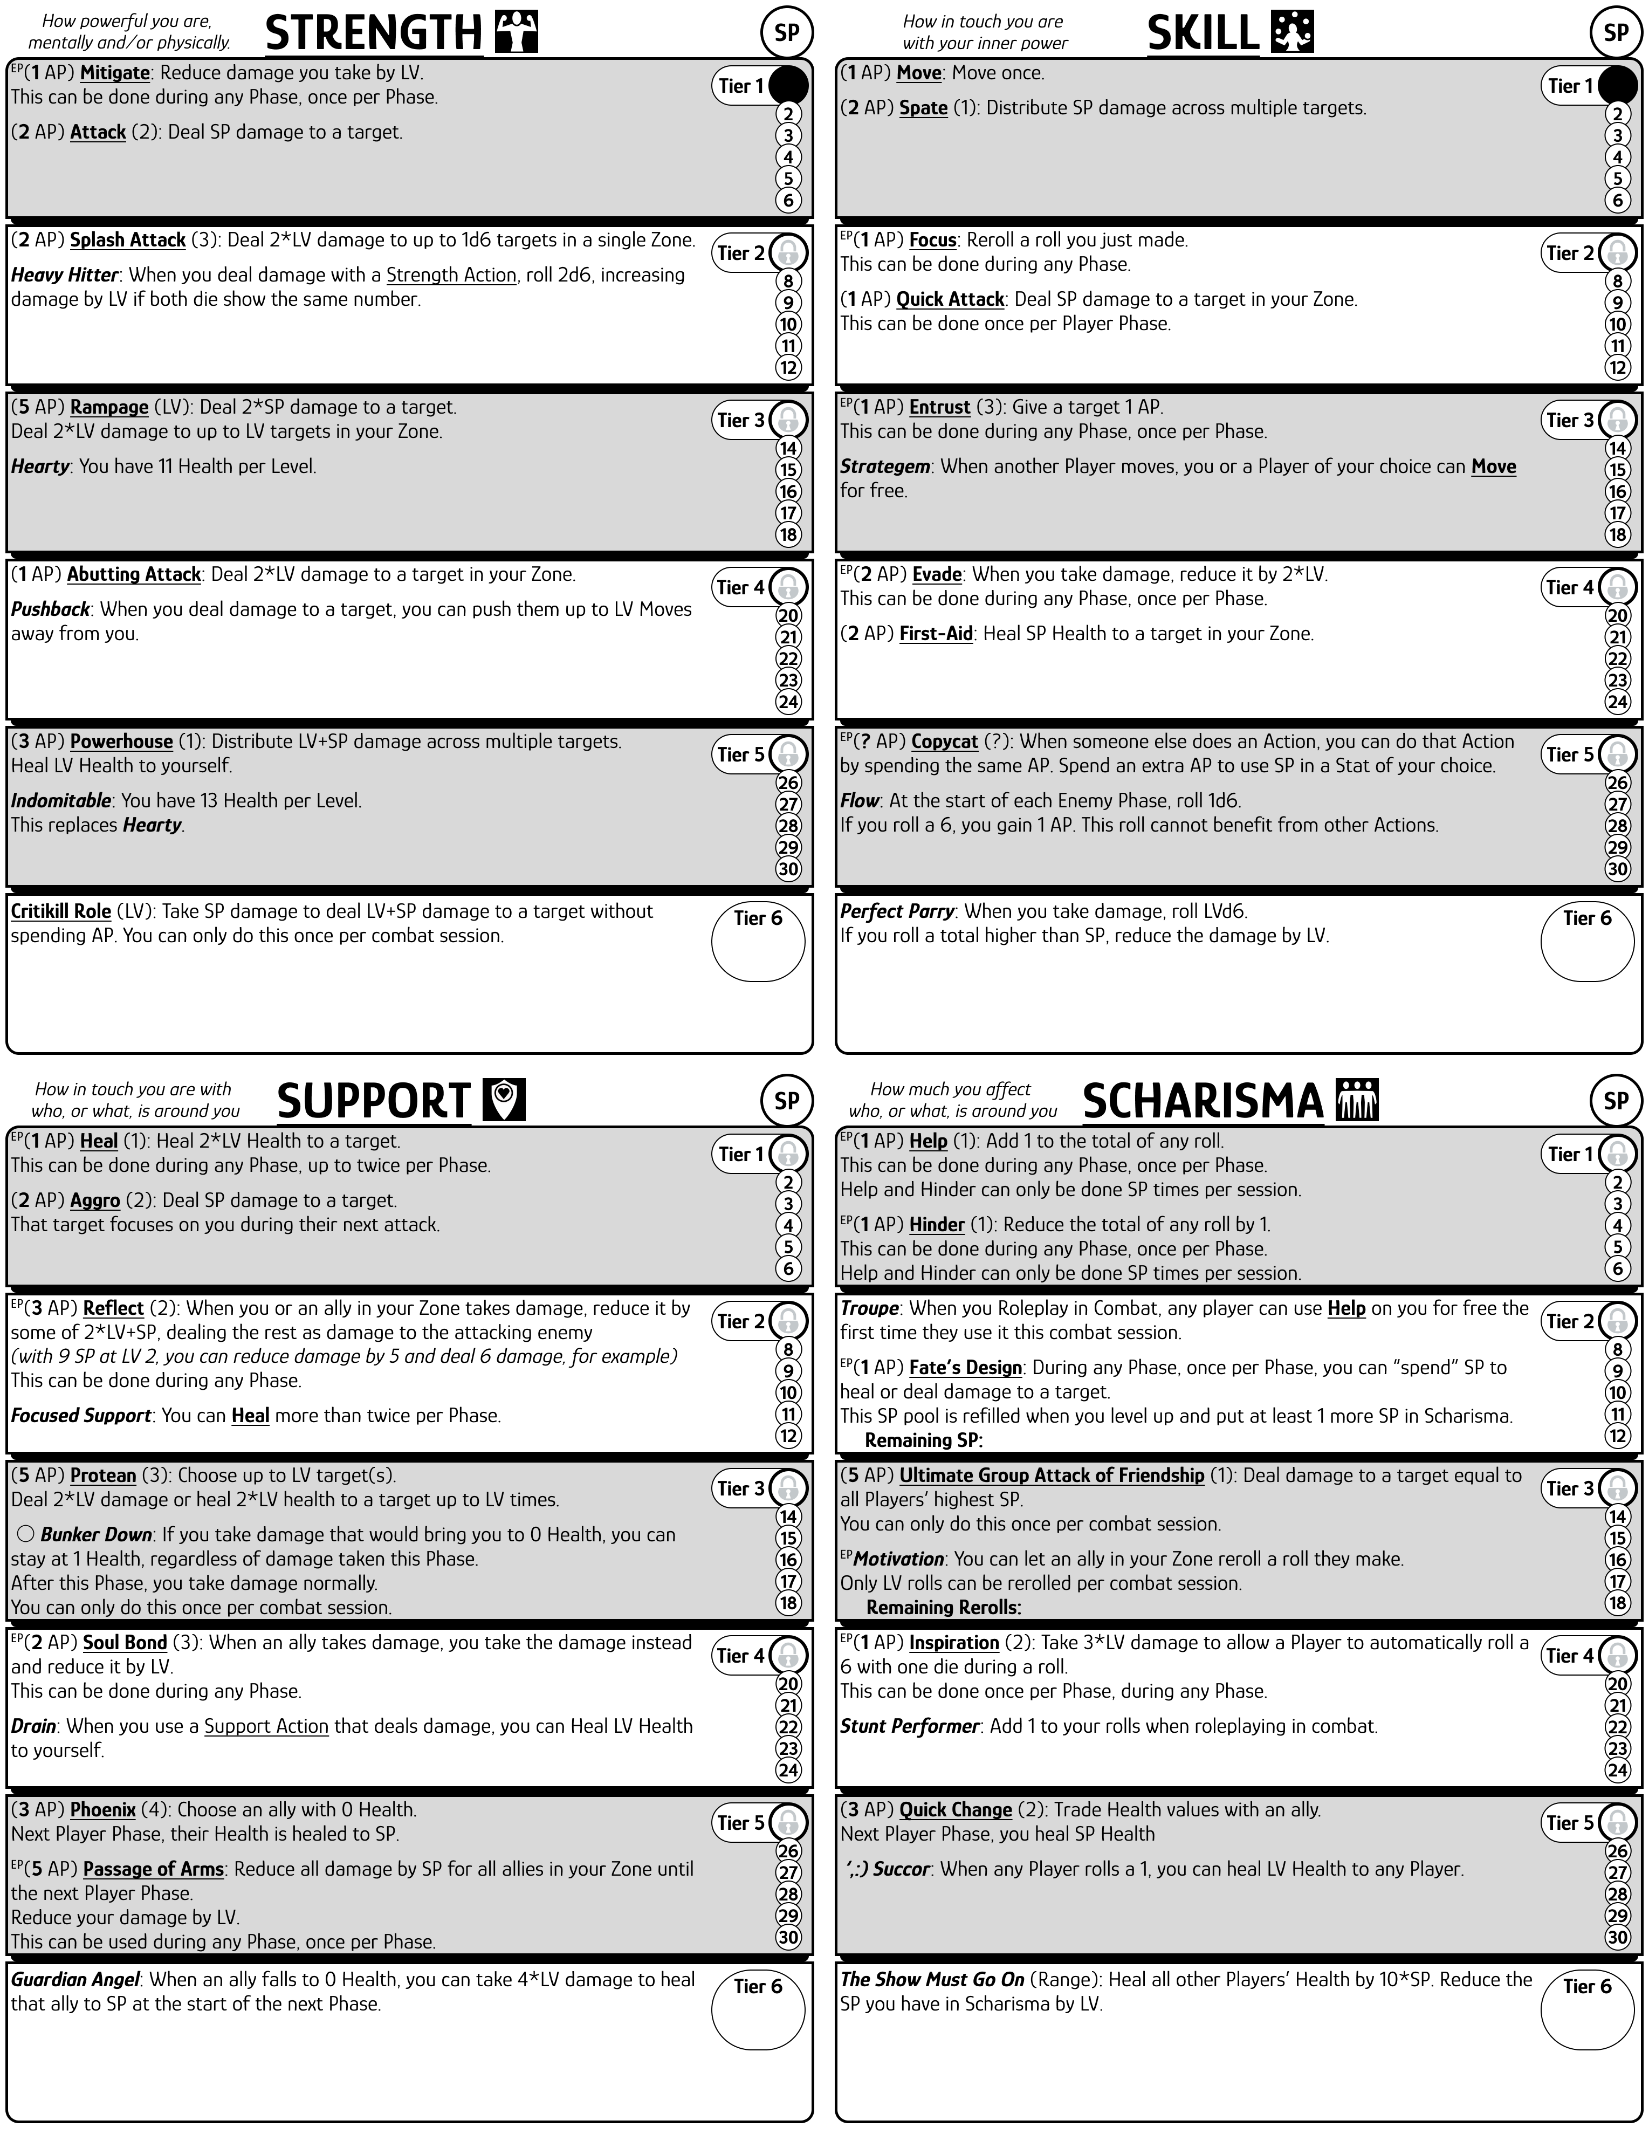 How powerful you are,
mentally and/or physically.
STRENGTH
SP
EP(1 AP) Mitigate: Reduce damage you take by LV.
This can be done during any Phase, once per Phase.
(2 AP) Attack (2): Deal SP damage to a target.
Tier 1
2
3
4
5
6
(2 AP) Splash Attack (3): Deal 2*LV damage to up to 1d6 targets in a single Zone.
Heavy Hitter: When you deal damage with a Strength Action, roll 2d6, increasing
damage by LV if both die show the same number.
Tier 2
8
9
10
11
12
(5 AP) Rampage (LV): Deal 2*SP damage to a target.
Deal 2*LV damage to up to LV targets in your Zone.
Hearty: You have 11 Health per Level.
Tier 3
14
15
16
17
18
(1 AP) Abutting Attack: Deal 2*LV damage to a target in your Zone.
Pushback: When you deal damage to a target, you can push them up to LV Moves
away from you.
Tier 4
20
21
22
23
24
(3 AP) Powerhouse (1): Distribute LV+SP damage across multiple targets.
Heal LV Health to yourself.
Indomitable: You have 13 Health per Level.
This replaces Hearty.
Tier 5
26
27
28
29
30
Critikill Role (LV): Take SP damage to deal LV+SP damage to a target without
spending AP. You can only do this once per combat session.
Tier 6
How in touch you are
with your inner power
SKILL
SP
(1 AP) Move: Move once.
(2 AP) Spate (1): Distribute SP damage across multiple targets.
Tier 1
2
3
4
5
6
EP(1 AP) Focus: Reroll a roll you just made.
This can be done during any Phase.
(1 AP) Quick Attack: Deal SP damage to a target in your Zone.
This can be done once per Player Phase.
Tier 2
8
9
10
11
12
EP(1 AP) Entrust (3): Give a target 1 AP.
This can be done during any Phase, once per Phase.
Strategem: When another Player moves, you or a Player of your choice can Move
for free.
Tier 3
14
15
16
17
18
EP(2 AP) Evade: When you take damage, reduce it by 2*LV.
This can be done during any Phase, once per Phase.
(2 AP) First-Aid: Heal SP Health to a target in your Zone.
Tier 4
20
21
22
23
24
EP(? AP) Copycat (?): When someone else does an Action, you can do that Action
by spending the same AP. Spend an extra AP to use SP in a Stat of your choice.
Flow: At the start of each Enemy Phase, roll 1d6.
If you roll a 6, you gain 1 AP. This roll cannot benefit from other Actions.
Tier 5
26
27
28
29
30
Perfect Parry: When you take damage, roll LVd6.
If you roll a total higher than SP, reduce the damage by LV.
Tier 6
How in touch you are with
who, or what, is around you
SUPPORT
SP
EP(1 AP) Heal (1): Heal 2*LV Health to a target.
This can be done during any Phase, up to twice per Phase.
(2 AP) Aggro (2): Deal SP damage to a target.
That target focuses on you during their next attack.
Tier 1
2
3
4
5
6
EP(3 AP) Reflect (2): When you or an ally in your Zone takes damage, reduce it by
some of 2*LV+SP, dealing the rest as damage to the attacking enemy
(with 9 SP at LV 2, you can reduce damage by 5 and deal 6 damage, for example)
This can be done during any Phase.
Focused Support: You can Heal more than twice per Phase.
Tier 2
8
9
10
11
12
(5 AP) Protean (3): Choose up to LV target(s).
Deal 2*LV damage or heal 2*LV health to a target up to LV times.
Bunker Down: If you take damage that would bring you to 0 Health, you can
stay at 1 Health, regardless of damage taken this Phase.
After this Phase, you take damage normally.
You can only do this once per combat session.
Tier 3
14
15
16
17
18
EP(2 AP) Soul Bond (3): When an ally takes damage, you take the damage instead
and reduce it by LV.
This can be done during any Phase.
Drain: When you use a Support Action that deals damage, you can Heal LV Health
to yourself.
Tier 4
20
21
22
23
24
(3 AP) Phoenix (4): Choose an ally with 0 Health.
Next Player Phase, their Health is healed to SP.
EP(5 AP) Passage of Arms: Reduce all damage by SP for all allies in your Zone until
the next Player Phase.
Reduce your damage by LV.
This can be used during any Phase, once per Phase.
Tier 5
26
27
28
29
30
Guardian Angel: When an ally falls to 0 Health, you can take 4*LV damage to heal
that ally to SP at the start of the next Phase.
Tier 6
How much you affect
who, or what, is around you
SCHARISMA
SP
EP(1 AP) Help (1): Add 1 to the total of any roll.
This can be done during any Phase, once per Phase.
Help and Hinder can only be done SP times per session.
EP(1 AP) Hinder (1): Reduce the total of any roll by 1.
This can be done during any Phase, once per Phase.
Help and Hinder can only be done SP times per session.
Tier 1
2
3
4
5
6
Troupe: When you Roleplay in Combat, any player can use Help on you for free the
first time they use it this combat session.
EP(1 AP) Fate's Design: During any Phase, once per Phase, you can "spend" SP to
heal or deal damage to a target.
This SP pool is refilled when you level up and put at least 1 more SP in Scharisma.
Remaining SP:
Tier 2
8
9
10
11
12
(5 AP) Ultimate Group Attack of Friendship (1): Deal damage to a target equal to
all Players' highest SP.
You can only do this once per combat session.
EPMotivation: You can let an ally in your Zone reroll a roll they make.
Only LV rolls can be rerolled per combat session.
Remaining Rerolls:
Tier 3
14
15
16
17
18
EP(1 AP) Inspiration (2): Take 3*LV damage to allow a Player to automatically roll a
6 with one die during a roll.
This can be done once per Phase, during any Phase.
Stunt Performer: Add 1 to your rolls when roleplaying in combat.
Tier 4
20
21
22
23
24
(3 AP) Quick Change (2): Trade Health values with an ally.
Next Player Phase, you heal SP Health
',:) Succor: When any Player rolls a 1, you can heal LV Health to any Player.
Tier 5
26
27
28
29
30
The Show Must Go On (Range): Heal all other Players' Health by 10*SP. Reduce the
SP you have in Scharisma by LV.
Tier 6